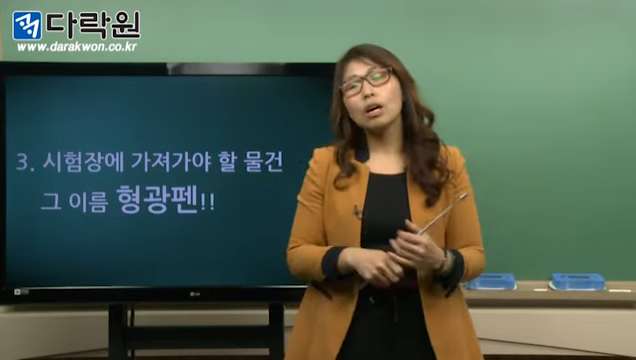 다락원
www.darakwon.co.kr
3. 시험장에 가져가야 할 물건
그 이름 형광펜!!
LG